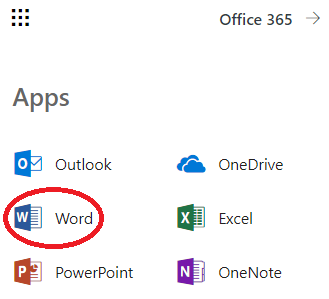 Office 365 →
Apps
Outlook OneDrive
Word Excel
PowerPoint OneNote